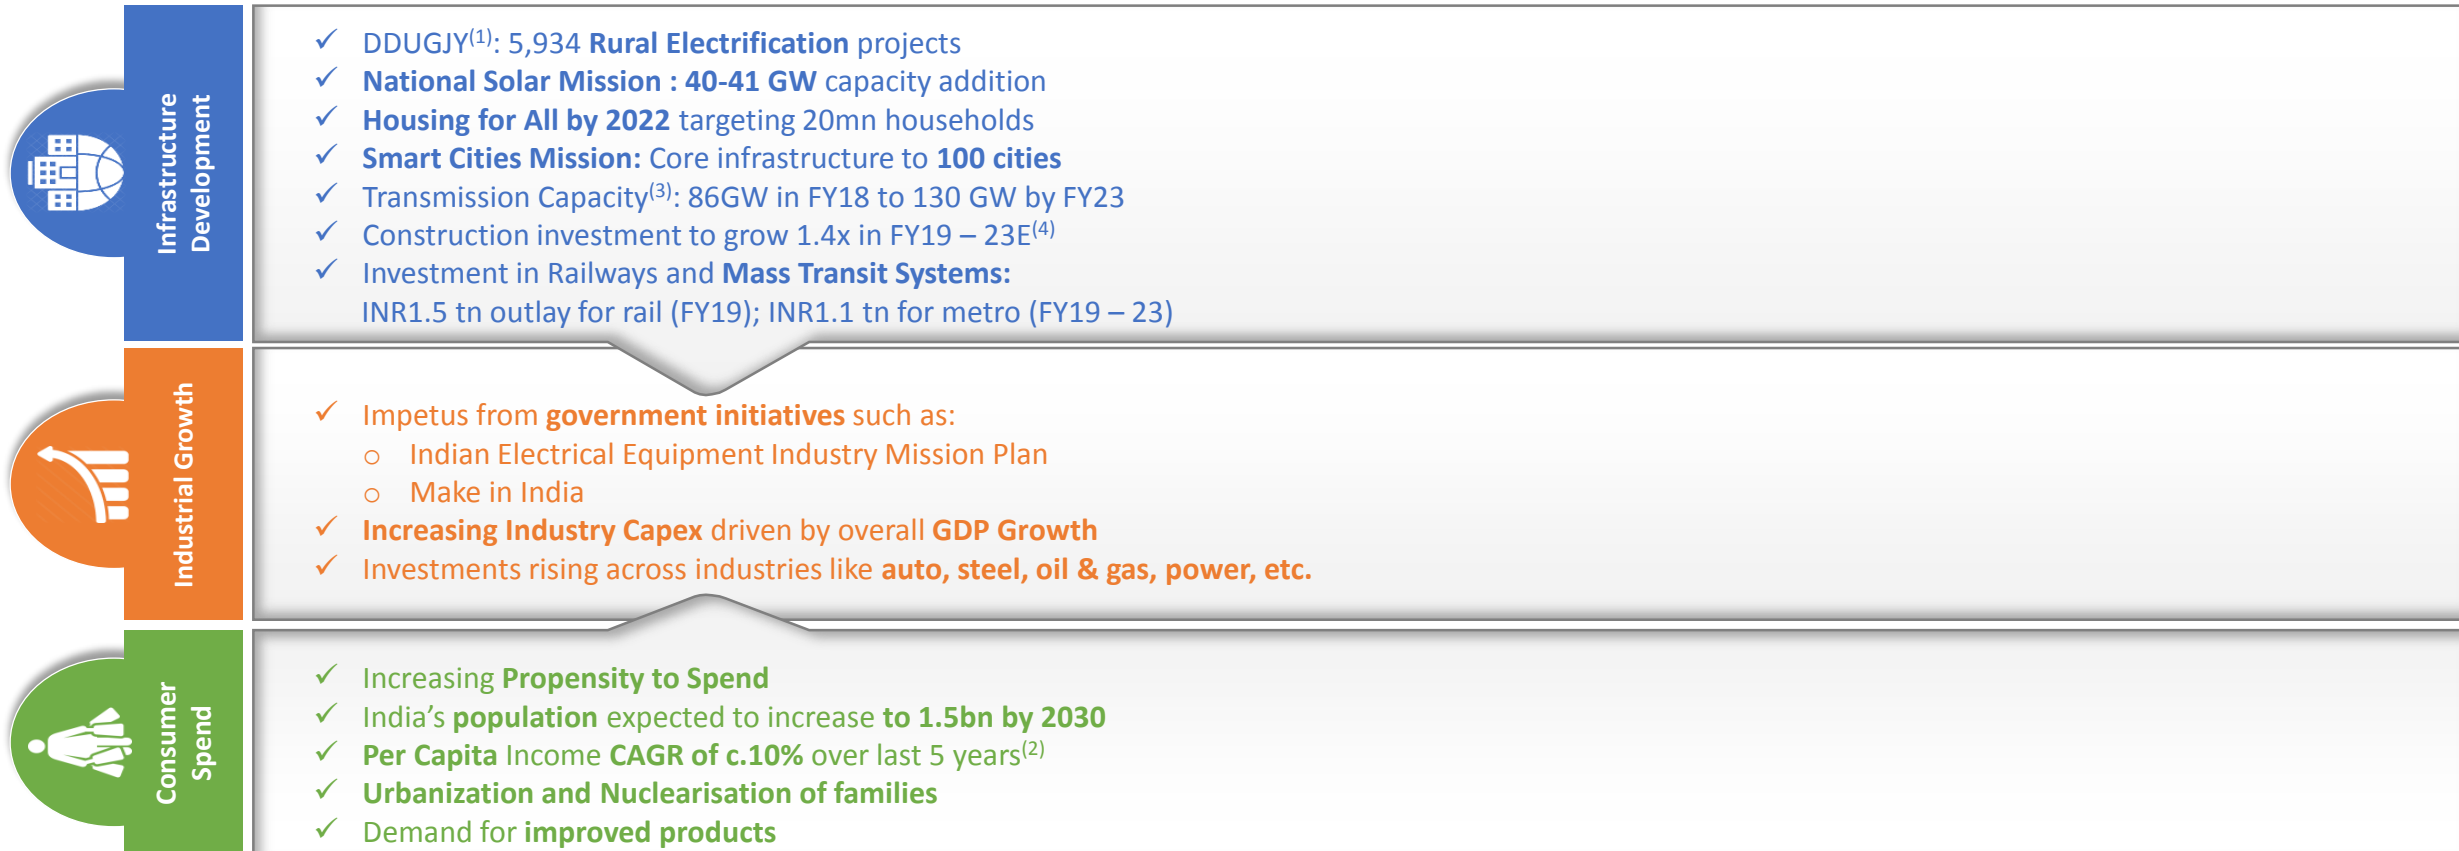 Infrastructure
Development
✓ DDUGJY(1): 5,934 Rural Electrification projects
✓ National Solar Mission : 40-41 GW capacity addition
✓ Housing for All by 2022 targeting 20mn households
✓ Smart Cities Mission: Core infrastructure to 100 cities
✓ Transmission Capacity(3): 86GW in FY18 to 130 GW by FY23
✓ Construction investment to grow 1.4x in FY19 – 23E(4)
✓ Investment in Railways and Mass Transit Systems:
INR1.5 tn outlay for rail (FY19); INR1.1 tn for metro (FY19 – 23)
Industrial Growth
✓ Impetus from government initiatives such as:
o Indian Electrical Equipment Industry Mission Plan
o Make in India
✓ Increasing Industry Capex driven by overall GDP Growth
✓ Investments rising across industries like auto, steel, oil & gas, power, etc.
Consumer
Spend
✓ Increasing Propensity to Spend
✓ India’s population expected to increase to 1.5bn by 2030
✓ Per Capita Income CAGR of c.10% over last 5 years(2)
✓ Urbanization and Nuclearisation of families
✓ Demand for improved products